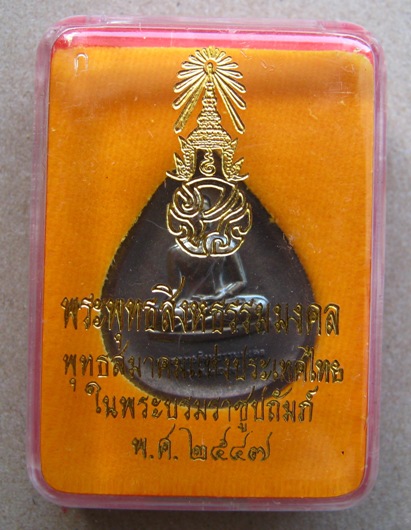 พระพุทธสิงหธรรมมงคล
พุทธสมาคมแห่งประเทศไทย
ในพระบรมราชูปถัมภ์
พ.ศ.๒๕๔๗